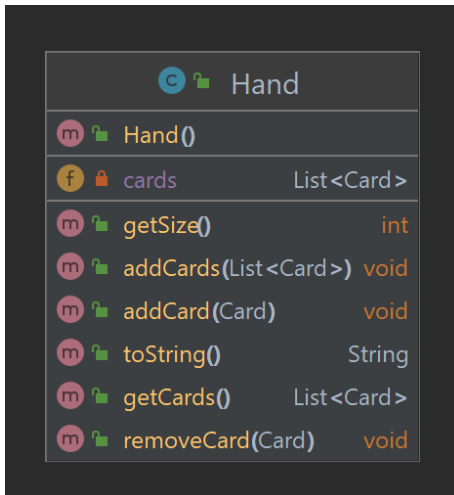 c Hand
m Hand()
f cards List<Card>
m getSize() int
m addCards(List<Card>) void
m addCard(Card) void
m toString() String
m getCards() List<Card>
m removeCard(Card) void